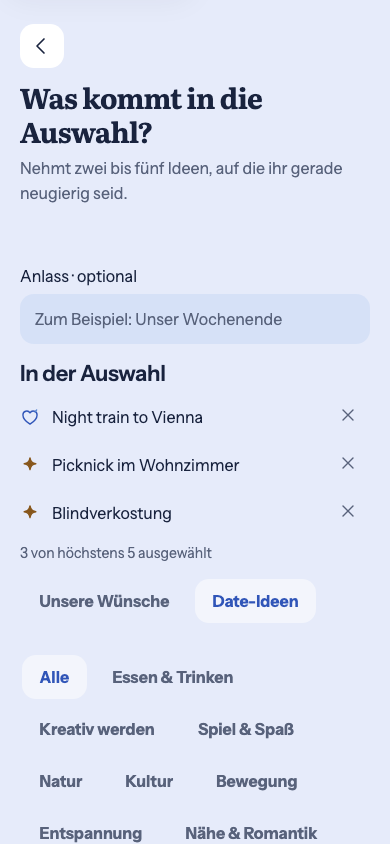 Was kommt in die
Auswahl?
Nehmt zwei bis fünf Ideen, auf die ihr gerade
neugierig seid.
Anlass · optional
Zum Beispiel: Unser Wochenende
In der Auswahl
Night train to Vienna
Picknick im Wohnzimmer
Blindverkostung
3 von höchstens 5 ausgewählt
Unsere Wünsche Date-Ideen
Alle Essen & Trinken
Kreativ werden Spiel & Spaß
Natur Kultur Bewegung
Entspannung Nähe & Romantik